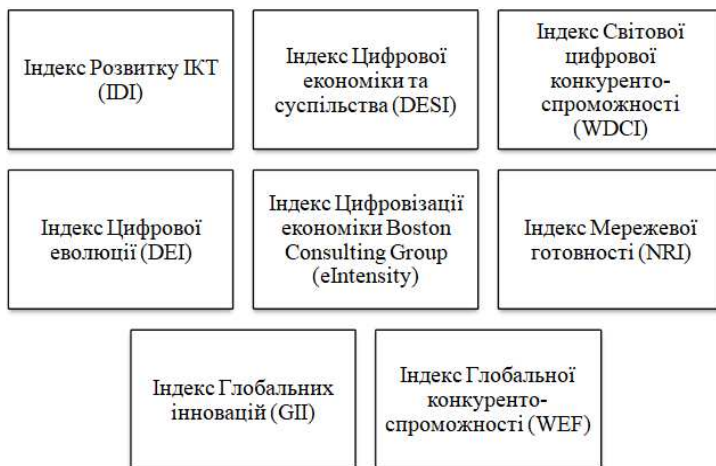 Індекс Розвитку ІКТ
(IDI)
Індекс Цифрової
економіки та
суспільства (DESI)
Індекс Світової
цифрової
конкуренто-
спроможності
(WDCI)
Індекс Цифрової
еволюції (DEI)
Індекс Цифровізації
економіки Boston
Consulting Group
(eIntensity)
Індекс Мережевої
готовності (NRI)
Індекс Глобальних
інновацій (GII)
Індекс Глобальної
конкуренто-
спроможності (WEF)